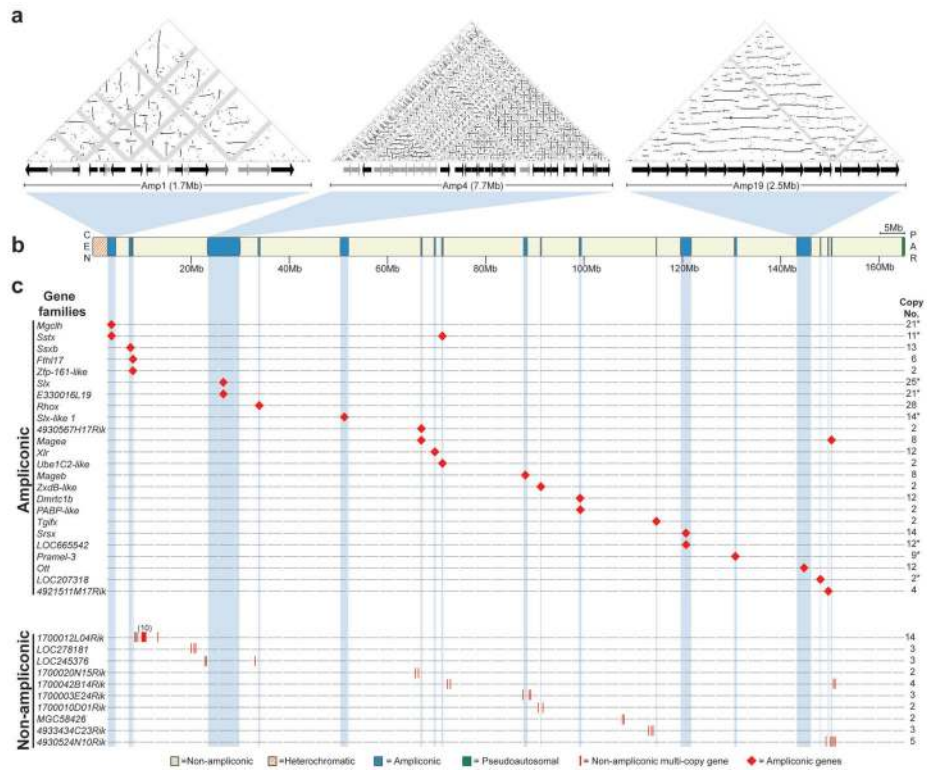 a
Amp1 (1.7Mb)
Amp4 (7.7Mb)
Amp19 (2.5Mb)
b
CEN
5Mb
PAR
20Mb
40Mb
60Mb
80Mb
100Mb
120Mb
140Mb
160Mb
c
Gene families
Copy No.
Ampliconic
Mgclh 21*
Sstx 11*
Ssxb 13
Fthl17 6
Zfp-161-like 2
Slx 25*
E330016L19 21*
Rhox 28
Slx-like 1 14*
4930567H17Rik 2
Magea 8
Xlr 12
Ube1C2-like 2
Mageb 8
ZxdB-like 2
Dmrtc1b 12
PABP-like 2
Tgifx 2
Srsx 14
LOC665542 12*
Pramel-3 9*
Ott 12
LOC207318 2*
4921511M17Rik 4
Non-ampliconic
1700012L04Rik (10) 14
LOC278181 3
LOC245376 3
1700020N15Rik 2
1700042B14Rik 4
1700003E24Rik 3
1700010D01Rik 2
MGC58426 2
4933434C23Rik 3
4930524N10Rik 5
=Non-ampliconic =Heterochromatic =Ampliconic =Pseudoautosomal =Non-ampliconic multi-copy gene =Ampliconic genes